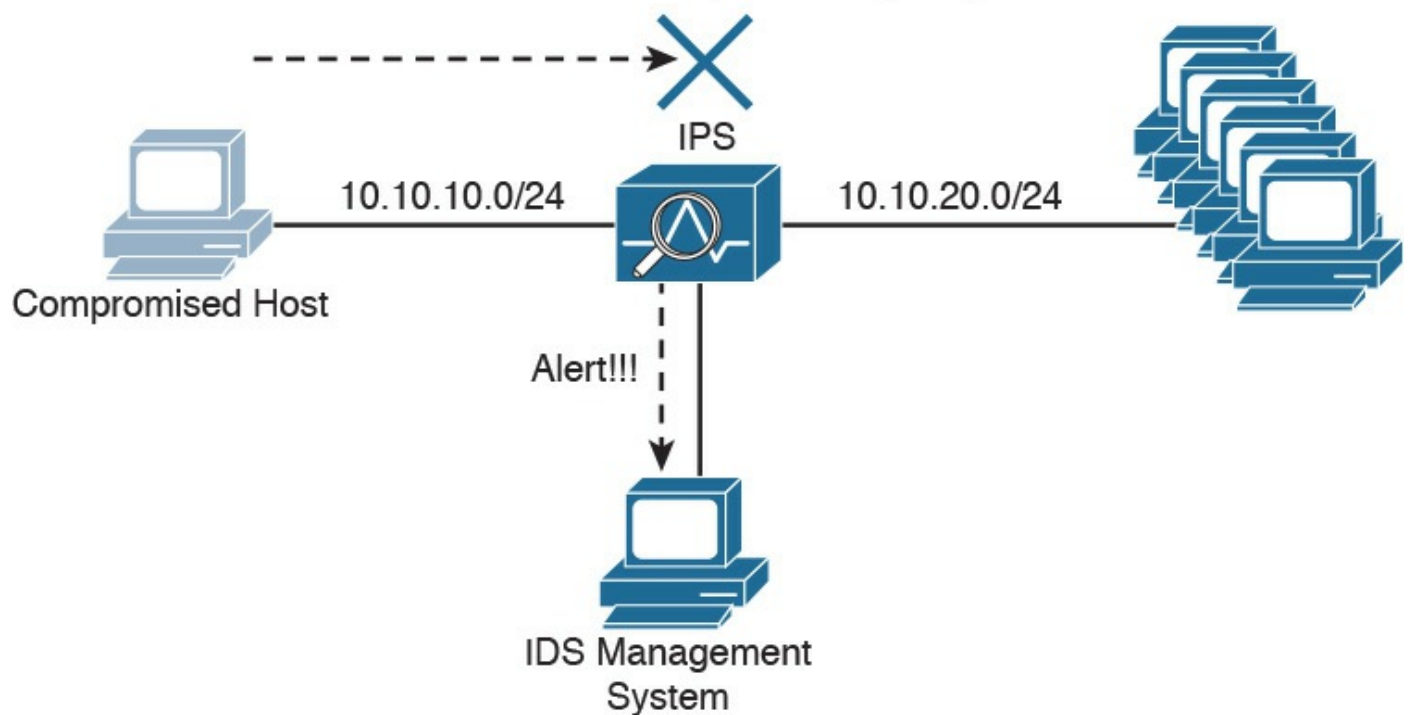 IPS
10.10.10.0/24
10.10.20.0/24
Compromised Host
Alert!!!
IDS Management
System